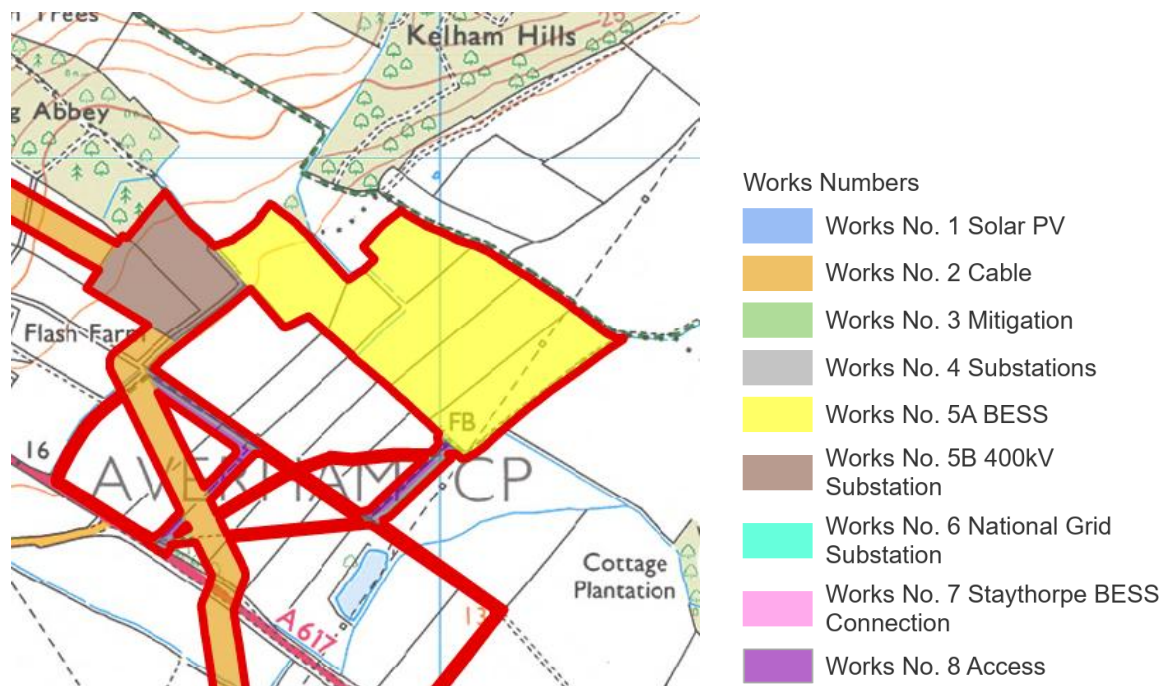 n Trees
Kelham Hills
25
g Abbey
Flash Farm
FB
16
AVERHAM CP
Cottage
Plantation
13
A617
Works Numbers
Works No. 1 Solar PV
Works No. 2 Cable
Works No. 3 Mitigation
Works No. 4 Substations
Works No. 5A BESS
Works No. 5B 400kV
Substation
Works No. 6 National Grid
Substation
Works No. 7 Staythorpe BESS
Connection
Works No. 8 Access